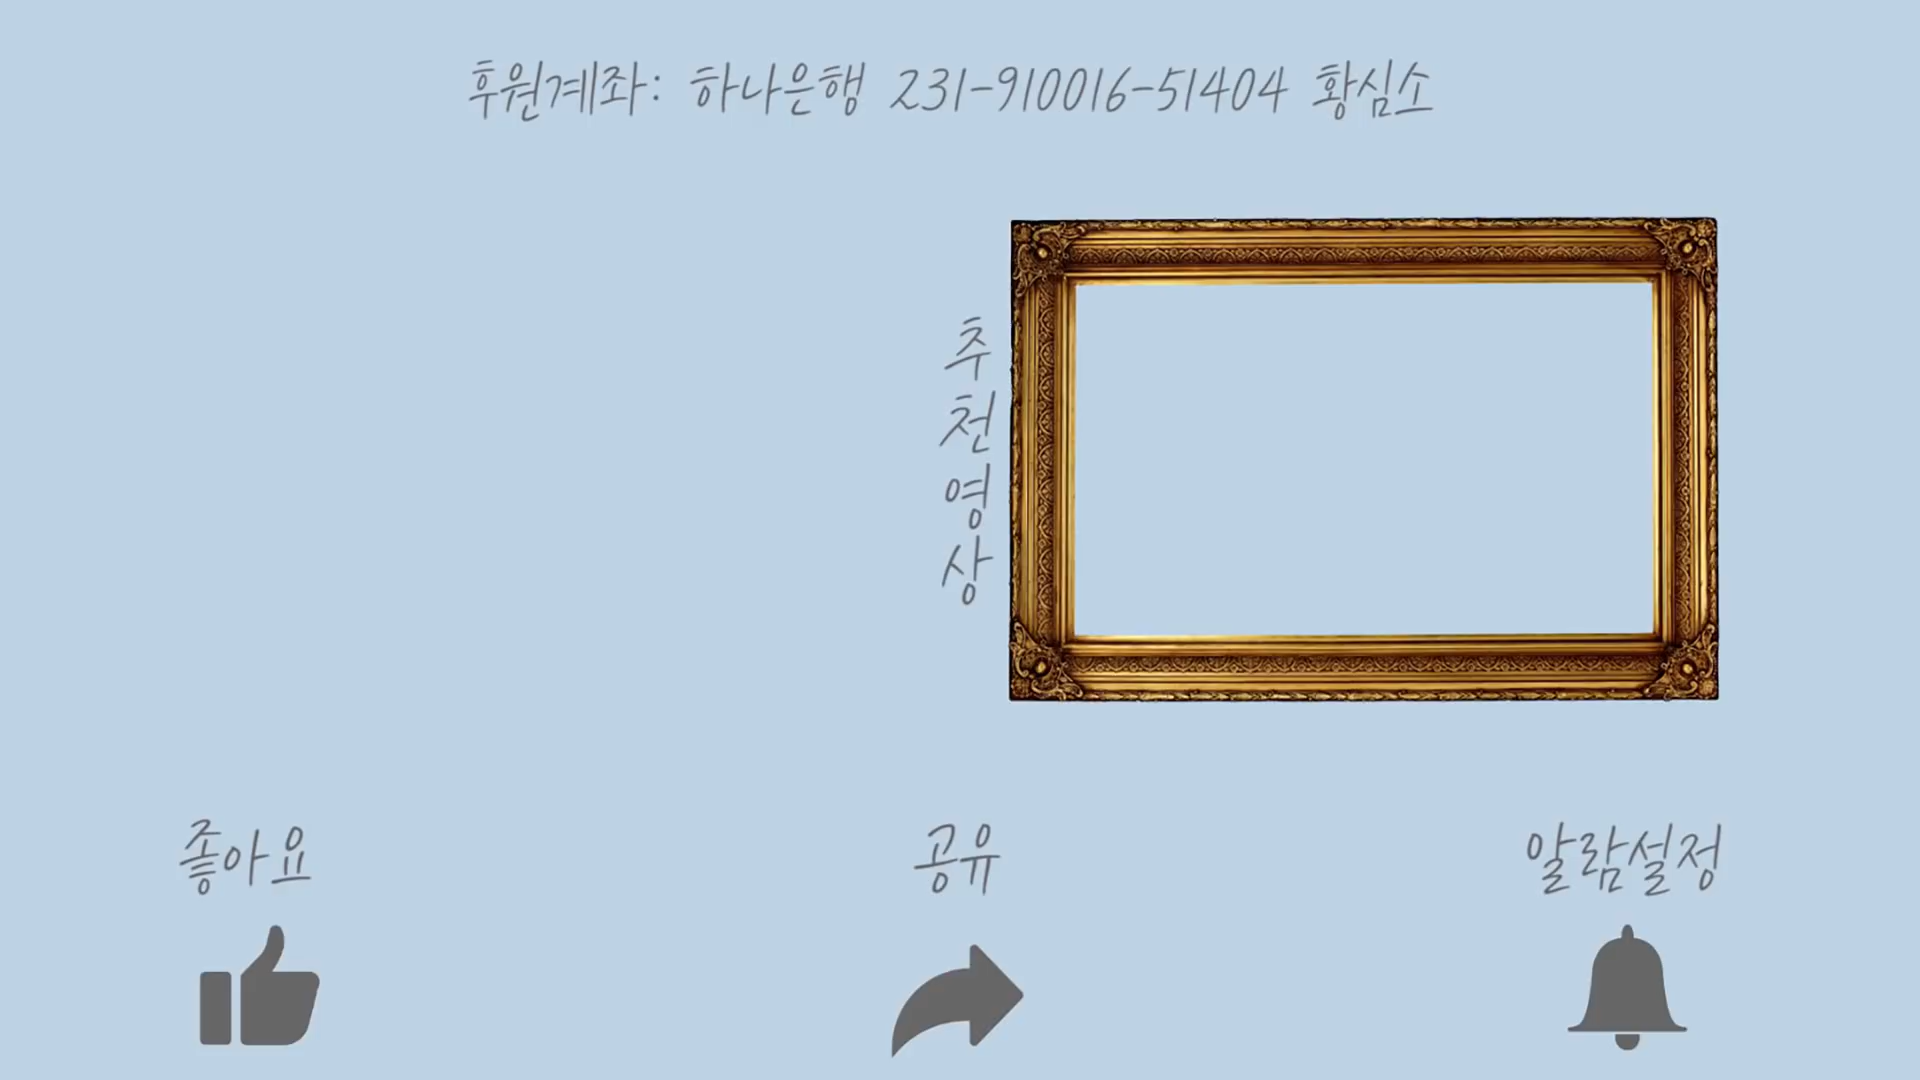 후원계좌: 하나은행 231-910016-51404 황심소
추천영상
좋아요
공유
알람설정